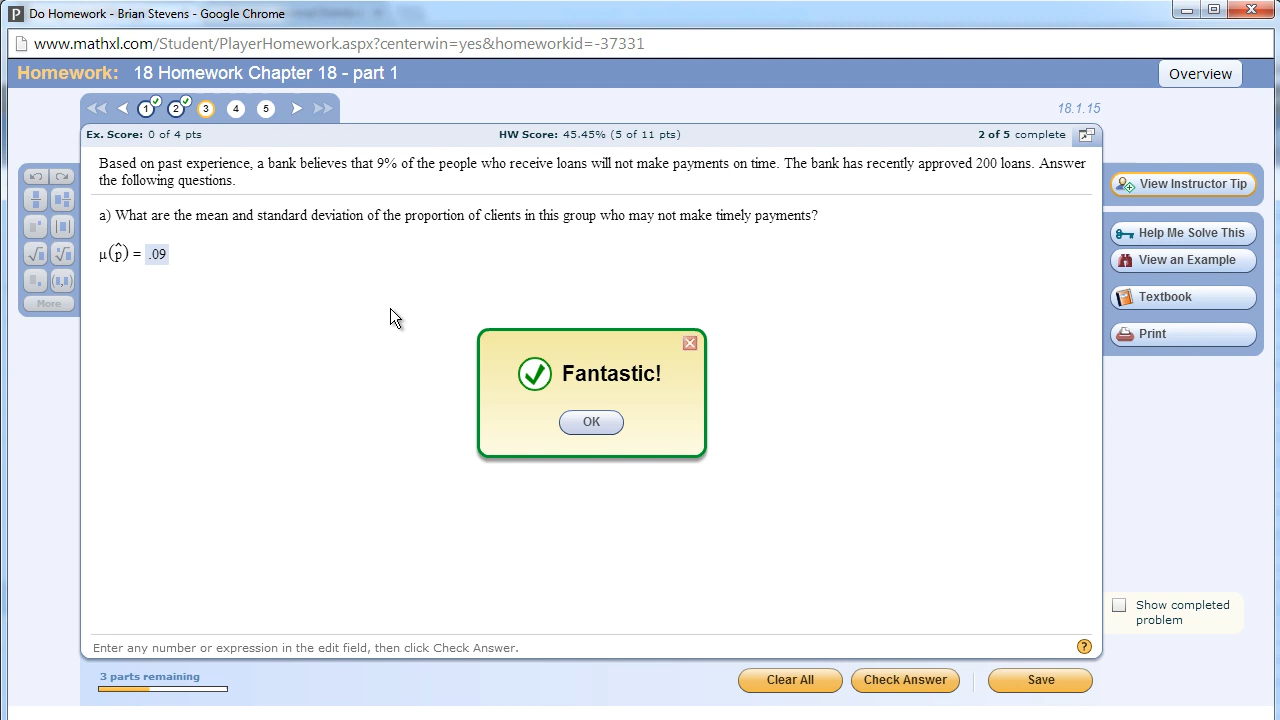 Do Homework - Brian Stevens - Google Chrome
www.mathxl.com/Student/PlayerHomework.aspx?centerwin=yes&homeworkid=-37331
Homework: 18 Homework Chapter 18 - part 1
Overview
1 2 3 4 5
18.1.15
Ex. Score: 0 of 4 pts
HW Score: 45.45% (5 of 11 pts)
2 of 5 complete
Based on past experience, a bank believes that 9% of the people who receive loans will not make payments on time. The bank has recently approved 200 loans. Answer
the following questions.
a) What are the mean and standard deviation of the proportion of clients in this group who may not make timely payments?
μ(p̂) = .09
Fantastic!
OK
More
View Instructor Tip
Help Me Solve This
View an Example
Textbook
Print
Show completed
problem
Enter any number or expression in the edit field, then click Check Answer.
?
3 parts remaining
Clear All
Check Answer
Save